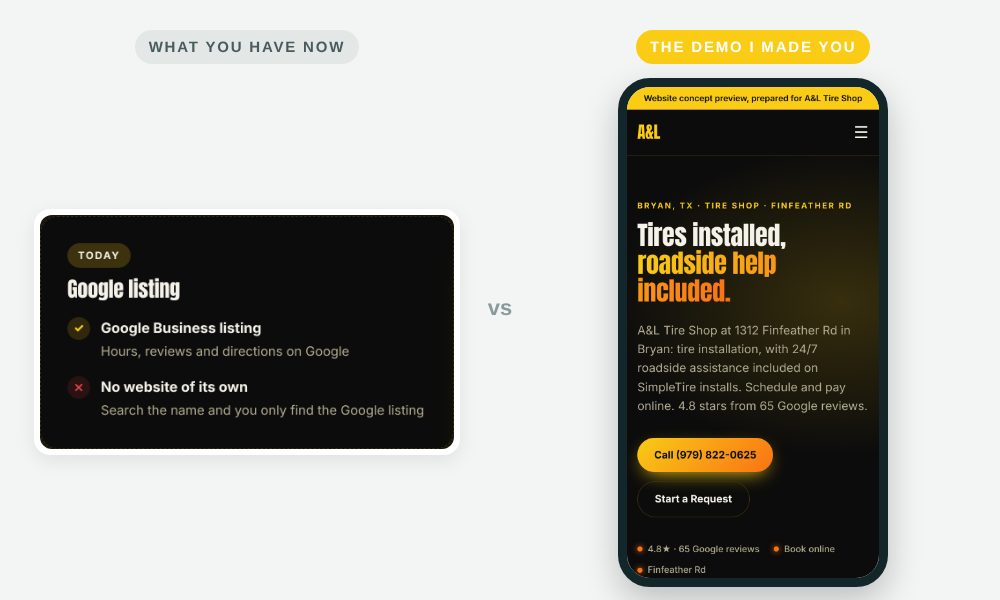 WHAT YOU HAVE NOW
THE DEMO I MADE YOU
TODAY
Google listing
Google Business listing
Hours, reviews and directions on Google
No website of its own
Search the name and you only find the Google listing
vs
Website concept preview, prepared for A&L Tire Shop
A&L
BRYAN, TX · TIRE SHOP · FINFEATHER RD
Tires installed,
roadside help
included.
A&L Tire Shop at 1312 Finfeather Rd in
Bryan: tire installation, with 24/7
roadside assistance included on
SimpleTire installs. Schedule and pay
online. 4.8 stars from 65 Google reviews.
Call (979) 822-0625
Start a Request
4.8★ · 65 Google reviews
Book online
Finfeather Rd